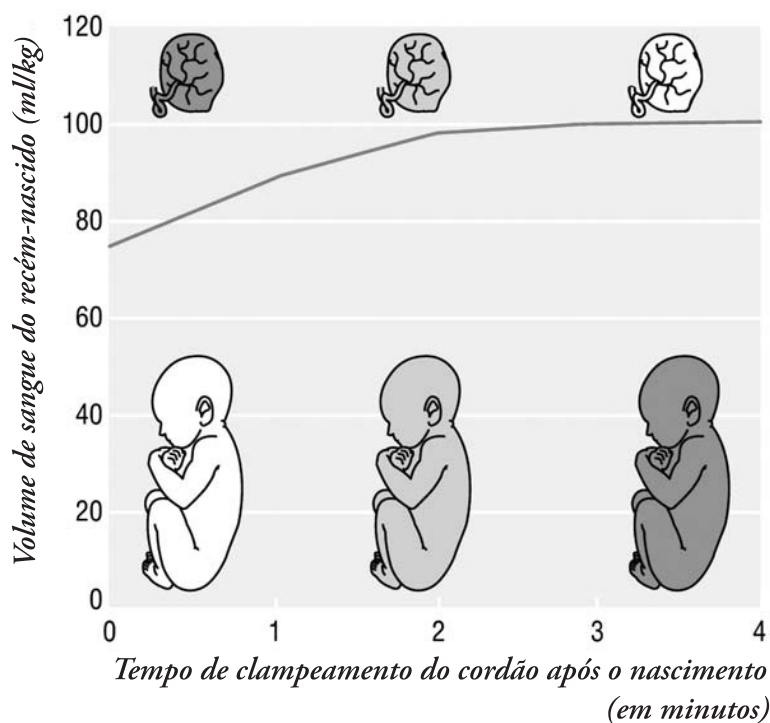 Volume de sangue do recém-nascido (ml/kg)
120
100
80
60
40
20
0
0 1 2 3 4
Tempo de clampeamento do cordão após o nascimento
(em minutos)